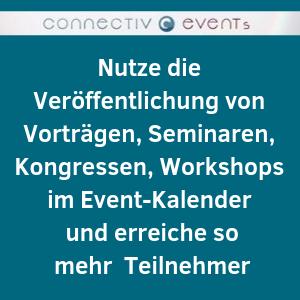 CONNECTIV EVENTS
Nutze die
Veröffentlichung von
Vorträgen, Seminaren,
Kongressen, Workshops
im Event-Kalender
und erreiche so
mehr Teilnehmer